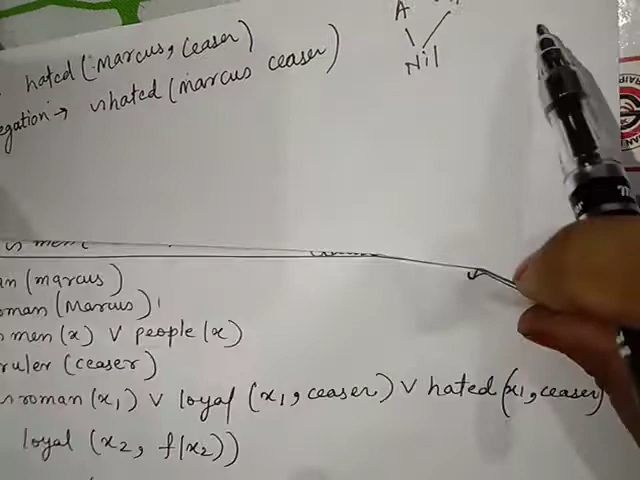 hated (Marcus, Ceaser)
egation → ¬hated (marcus ceaser)
A
Nil
an (marcus)
oman (Marcus)
men (x) V people (x)
ruler (ceaser)
¬roman (x1) V loyal (x1, ceaser) V hated (x1, ceaser)
loyal (x2, f(x2))